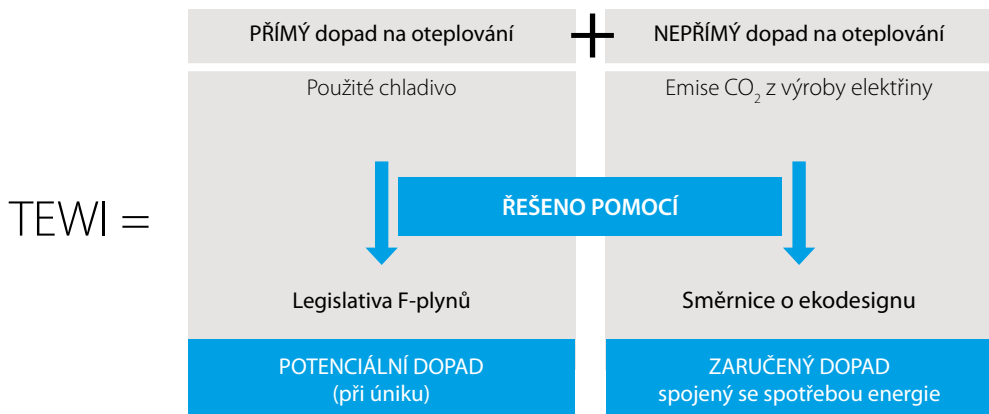 PŘÍMÝ dopad na oteplování + NEPŘÍMÝ dopad na oteplování
Použité chladivo
Emise CO₂ z výroby elektřiny
TEWI =
ŘEŠENO POMOCÍ
Legislativa F-plynů
Směrnice o ekodesignu
POTENCIÁLNÍ DOPAD
(při úniku)
ZARUČENÝ DOPAD
spojený se spotřebou energie